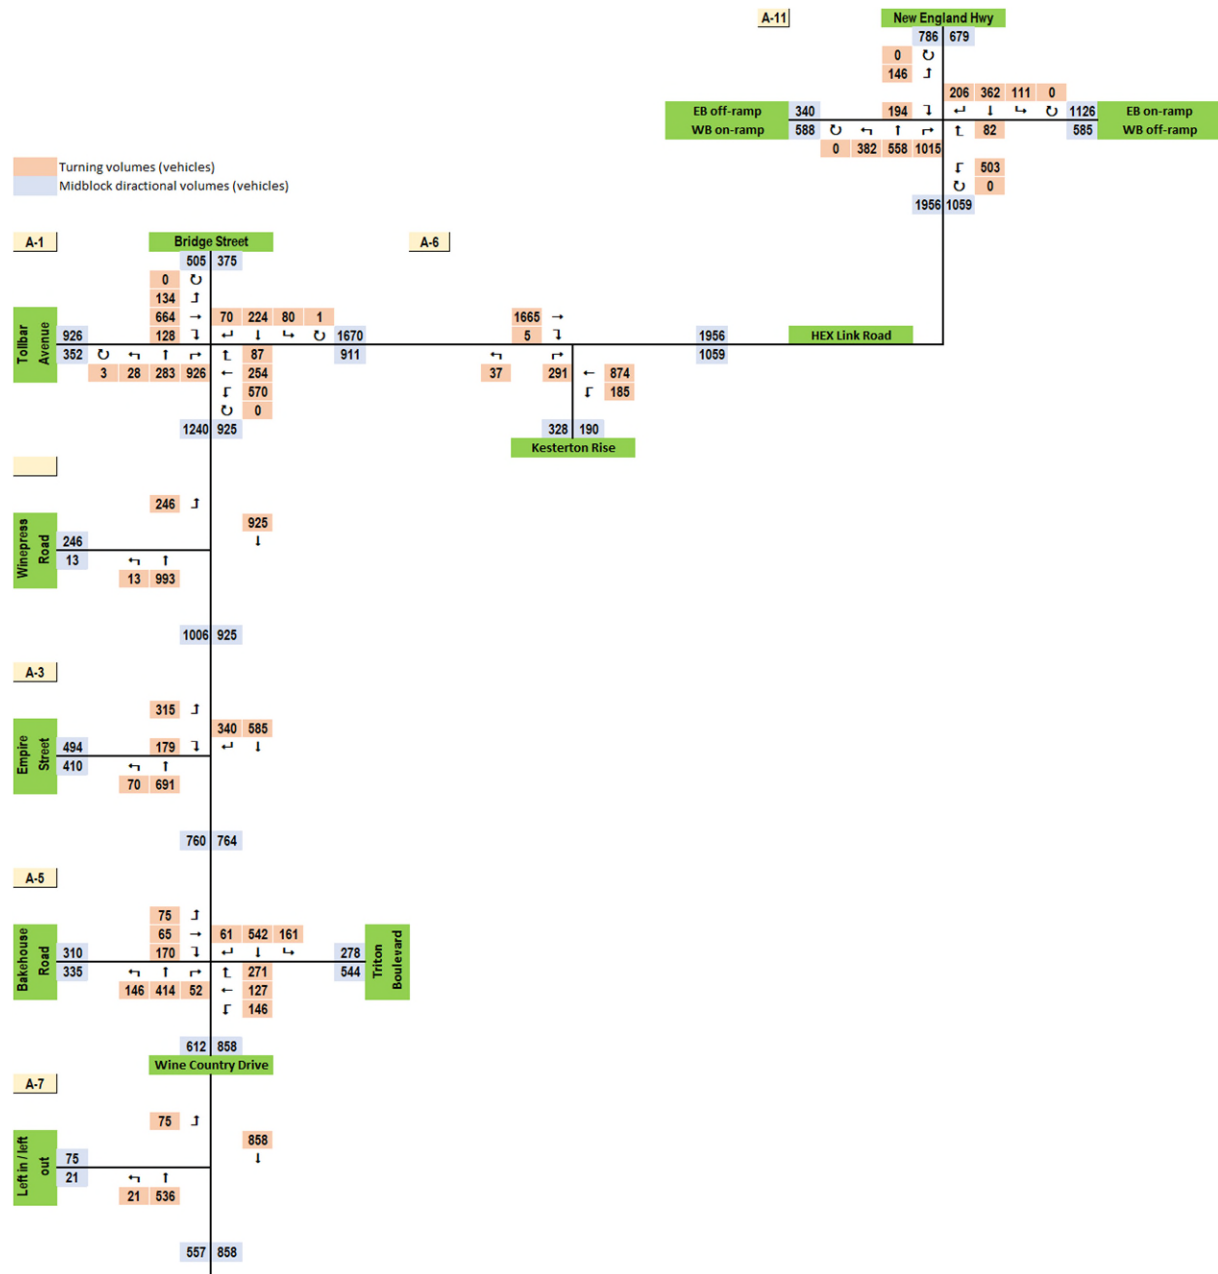 A-11
New England Hwy
786 679
0
146
206 362 111 0
EB off-ramp 340 194 1126 EB on-ramp
WB on-ramp 588 82 585 WB off-ramp
0 382 558 1015
503
0
1956 1059
Turning volumes (vehicles)
Midblock diractional volumes (vehicles)
A-1
Bridge Street
A-6
505 375
0
134
664 70 224 80 1
Tollbar Avenue
926 128 1670
352 87 911
3 28 283 926 254
570
0
1240 925
1665
5 1956 HEX Link Road
1059
37 291 874
185
328 190
Kesterton Rise
246
925
Winepress Road
246
13
13 993
1006 925
A-3
315
340 585
Empire Street
494 179
410
70 691
760 764
A-5
75
65 61 542 161
Bakehouse Road
310 170 278
335 271 544
Triton Boulevard
146 414 52 127
146
612 858
Wine Country Drive
A-7
75
858
Left in / left out
75
21
21 536
557 858